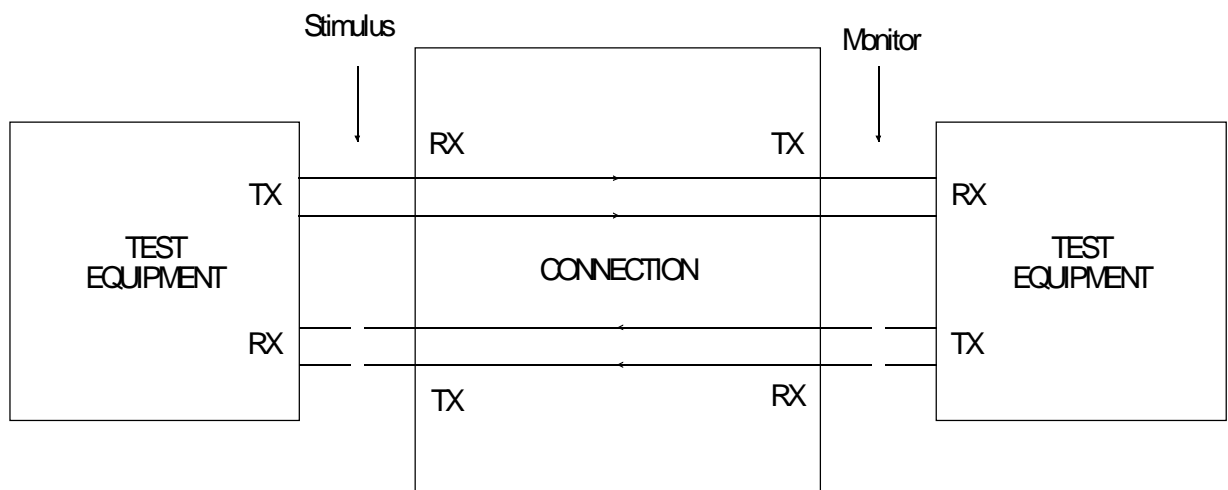 Stimulus
Monitor
RX
TX
TX
RX
TEST
EQUIPMENT
CONNECTION
TEST
EQUIPMENT
RX
TX
TX
RX